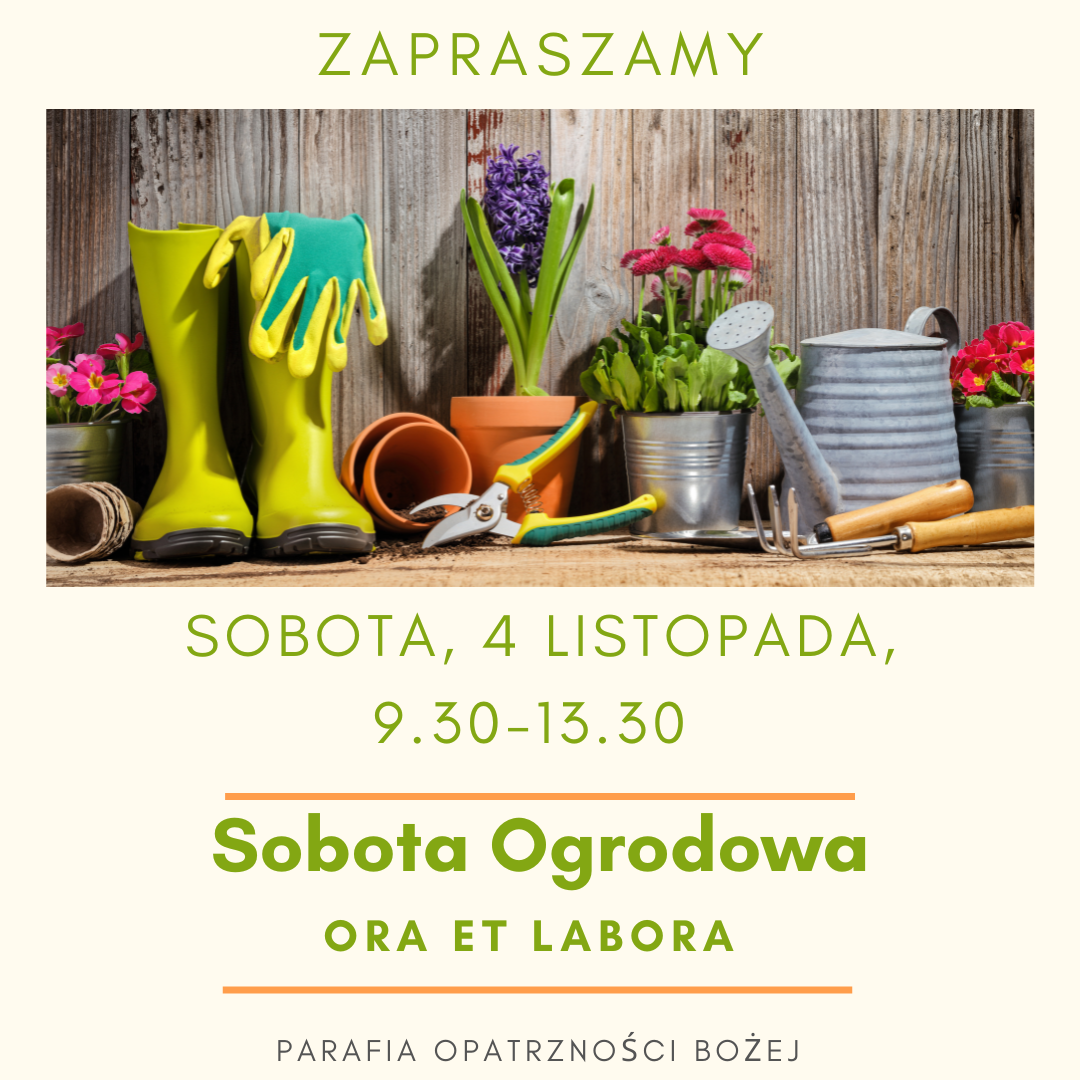 ZAPRASZAMY
SOBOTA, 4 LISTOPADA,
9.30–13.30
Sobota Ogrodowa
ORA ET LABORA
PARAFIA OPATRZNOŚCI BOŻEJ